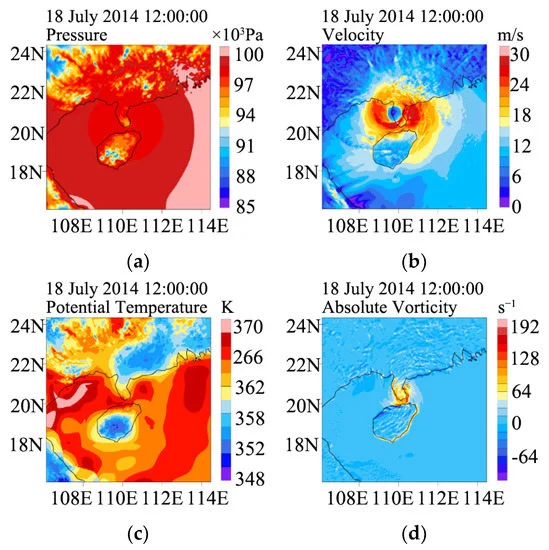 18 July 2014 12:00:00
Pressure ×10³Pa
24N
22N
20N
18N
100
97
94
91
88
85
108E 110E 112E 114E
(a)
18 July 2014 12:00:00
Velocity m/s
24N
22N
20N
18N
30
24
18
12
6
0
108E 110E 112E 114E
(b)
18 July 2014 12:00:00
Potential Temperature K
24N
22N
20N
18N
370
266
362
358
352
348
108E 110E 112E 114E
(c)
18 July 2014 12:00:00
Absolute Vorticity s⁻¹
24N
22N
20N
18N
192
128
64
0
-64
108E 110E 112E 114E
(d)